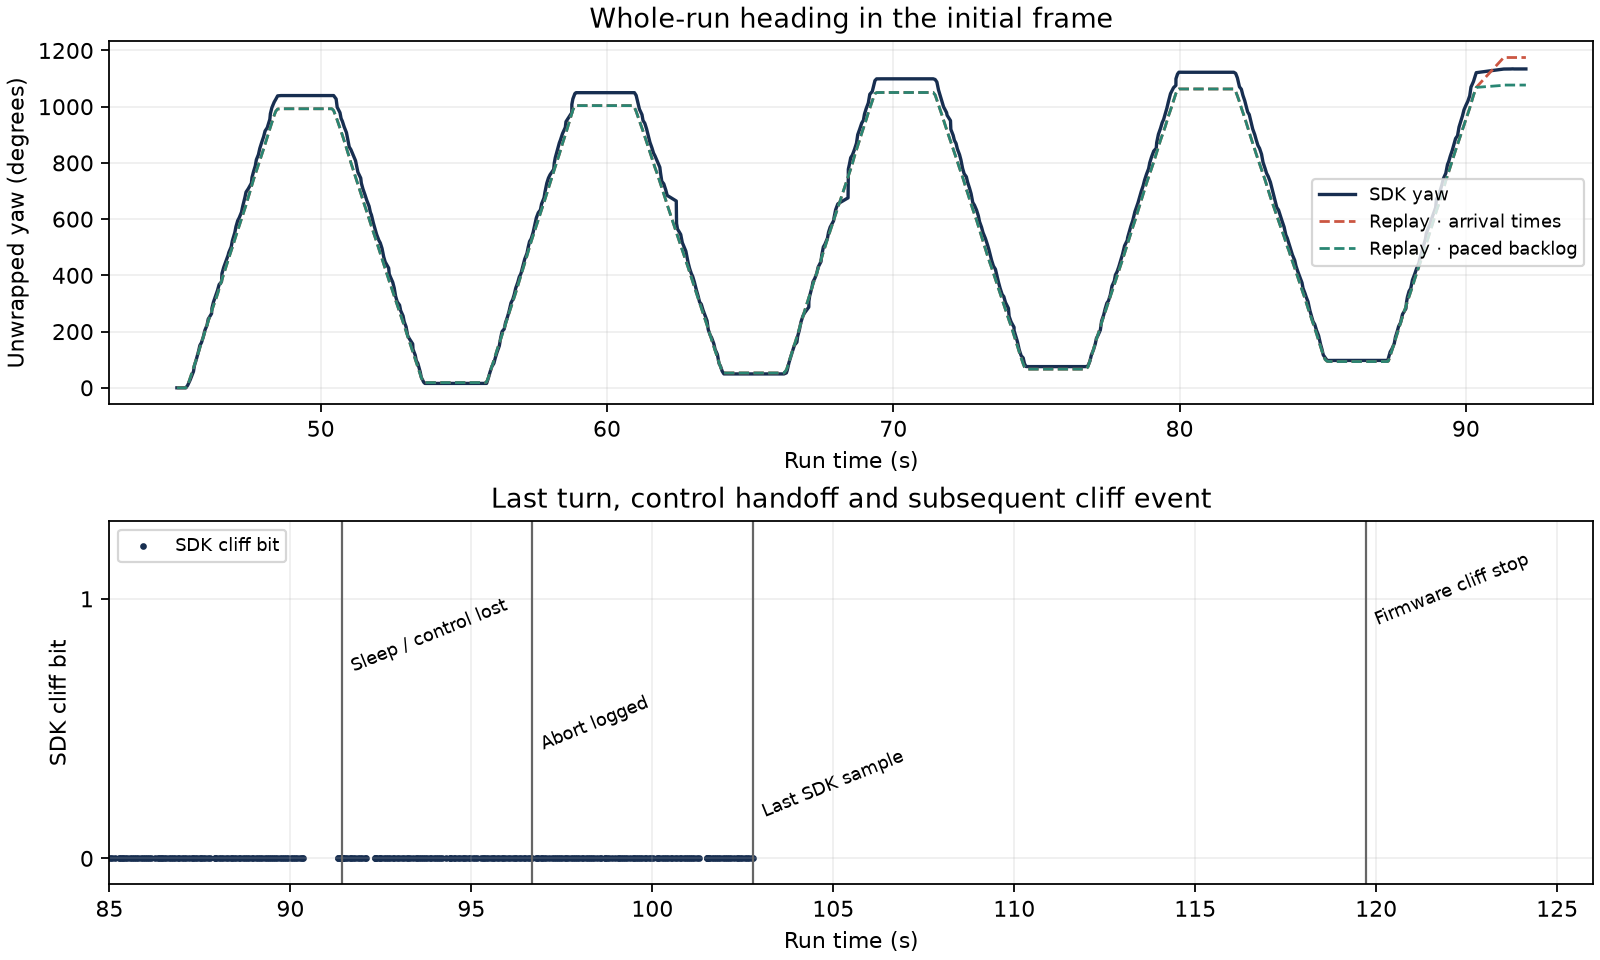 Whole-run heading in the initial frame
Unwrapped yaw (degrees)
1200
1000
800
600
400
200
0
SDK yaw
Replay · arrival times
Replay · paced backlog
50 60 70 80 90
Run time (s)
Last turn, control handoff and subsequent cliff event
SDK cliff bit
1
0
SDK cliff bit
Sleep / control lost
Abort logged
Last SDK sample
Firmware cliff stop
85 90 95 100 105 110 115 120 125
Run time (s)